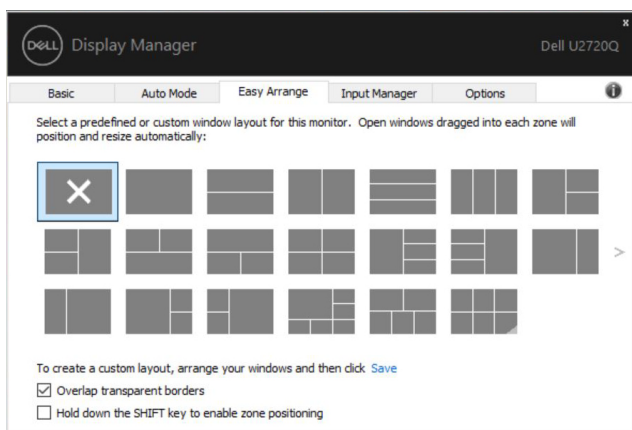 x
DELL Display Manager
Dell U2720Q
Basic Auto Mode Easy Arrange Input Manager Options
Select a predefined or custom window layout for this monitor. Open windows dragged into each zone will
position and resize automatically:
To create a custom layout, arrange your windows and then click Save
Overlap transparent borders
Hold down the SHIFT key to enable zone positioning